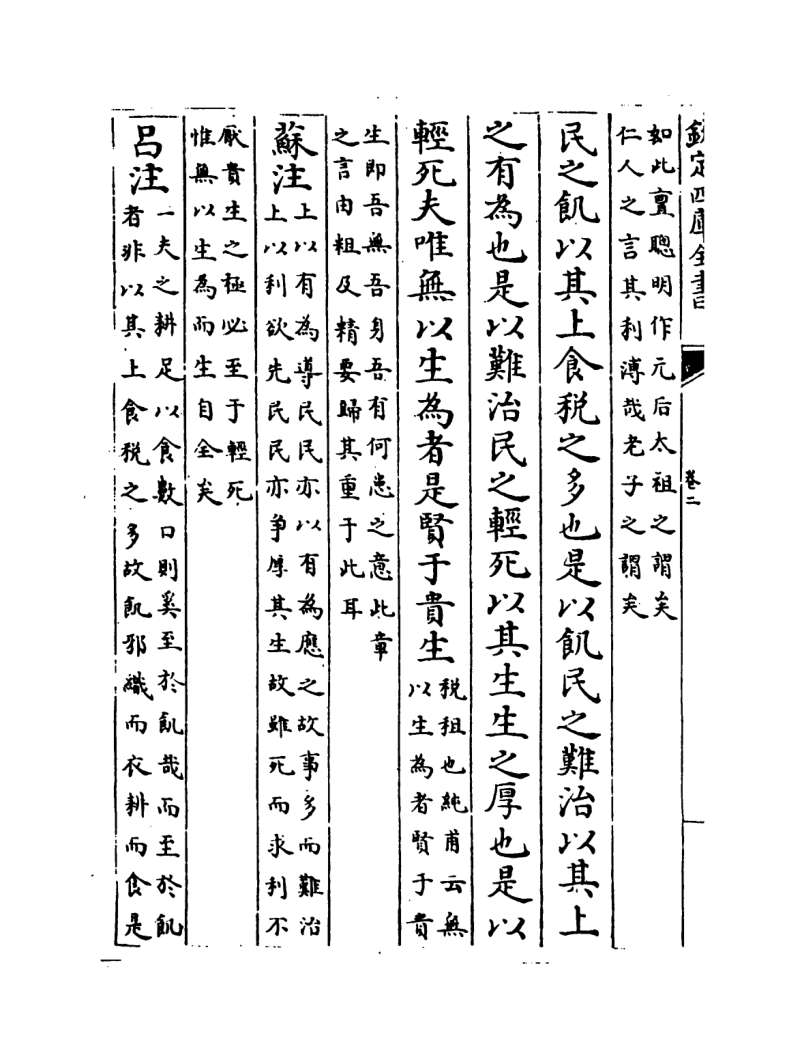 欽定四庫全書
卷二
如此亶聰明作元后太祖之謂矣
仁人之言其利溥哉老子之謂矣
民之飢以其上食税之多也是以飢民之難治以其上
之有為也是以難治民之輕死以其生生之厚也是以
輕死夫唯無以生為者是賢于貴生
税租也純甫云無
以生為者賢于貴
生即吾無吾身吾有何患之意此章
之言由粗及精要歸其重于此耳
蘇注
上以有為導民民亦以有為應之故事多而難治
上以利欲先民民亦争厚其生故雖死而求利不
厭貴生之極必至于輕死
惟無以生為而生自全矣
吕注
一夫之耕足以食數口則奚至於飢哉而至於飢
者非以其上食税之多故飢邪織而衣耕而食是